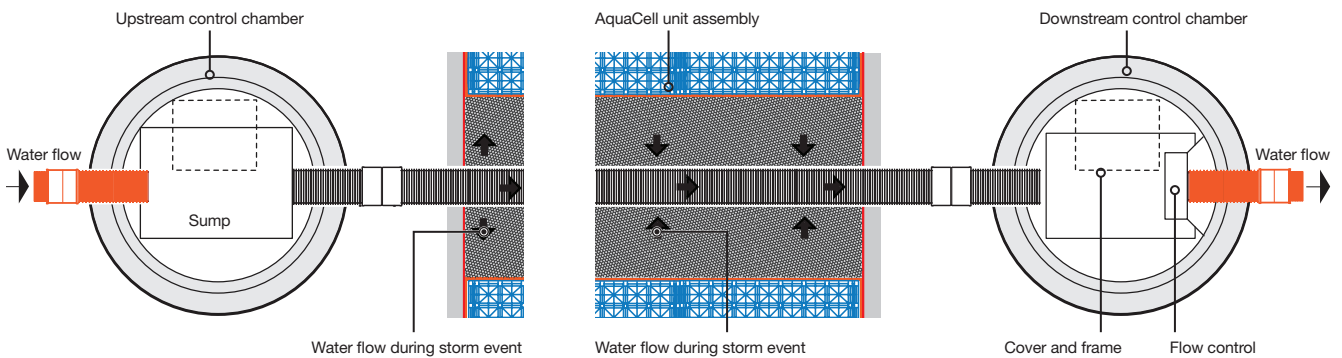 Upstream control chamber
AquaCell unit assembly
Downstream control chamber
Water flow
Water flow
Sump
Water flow during storm event
Water flow during storm event
Cover and frame
Flow control